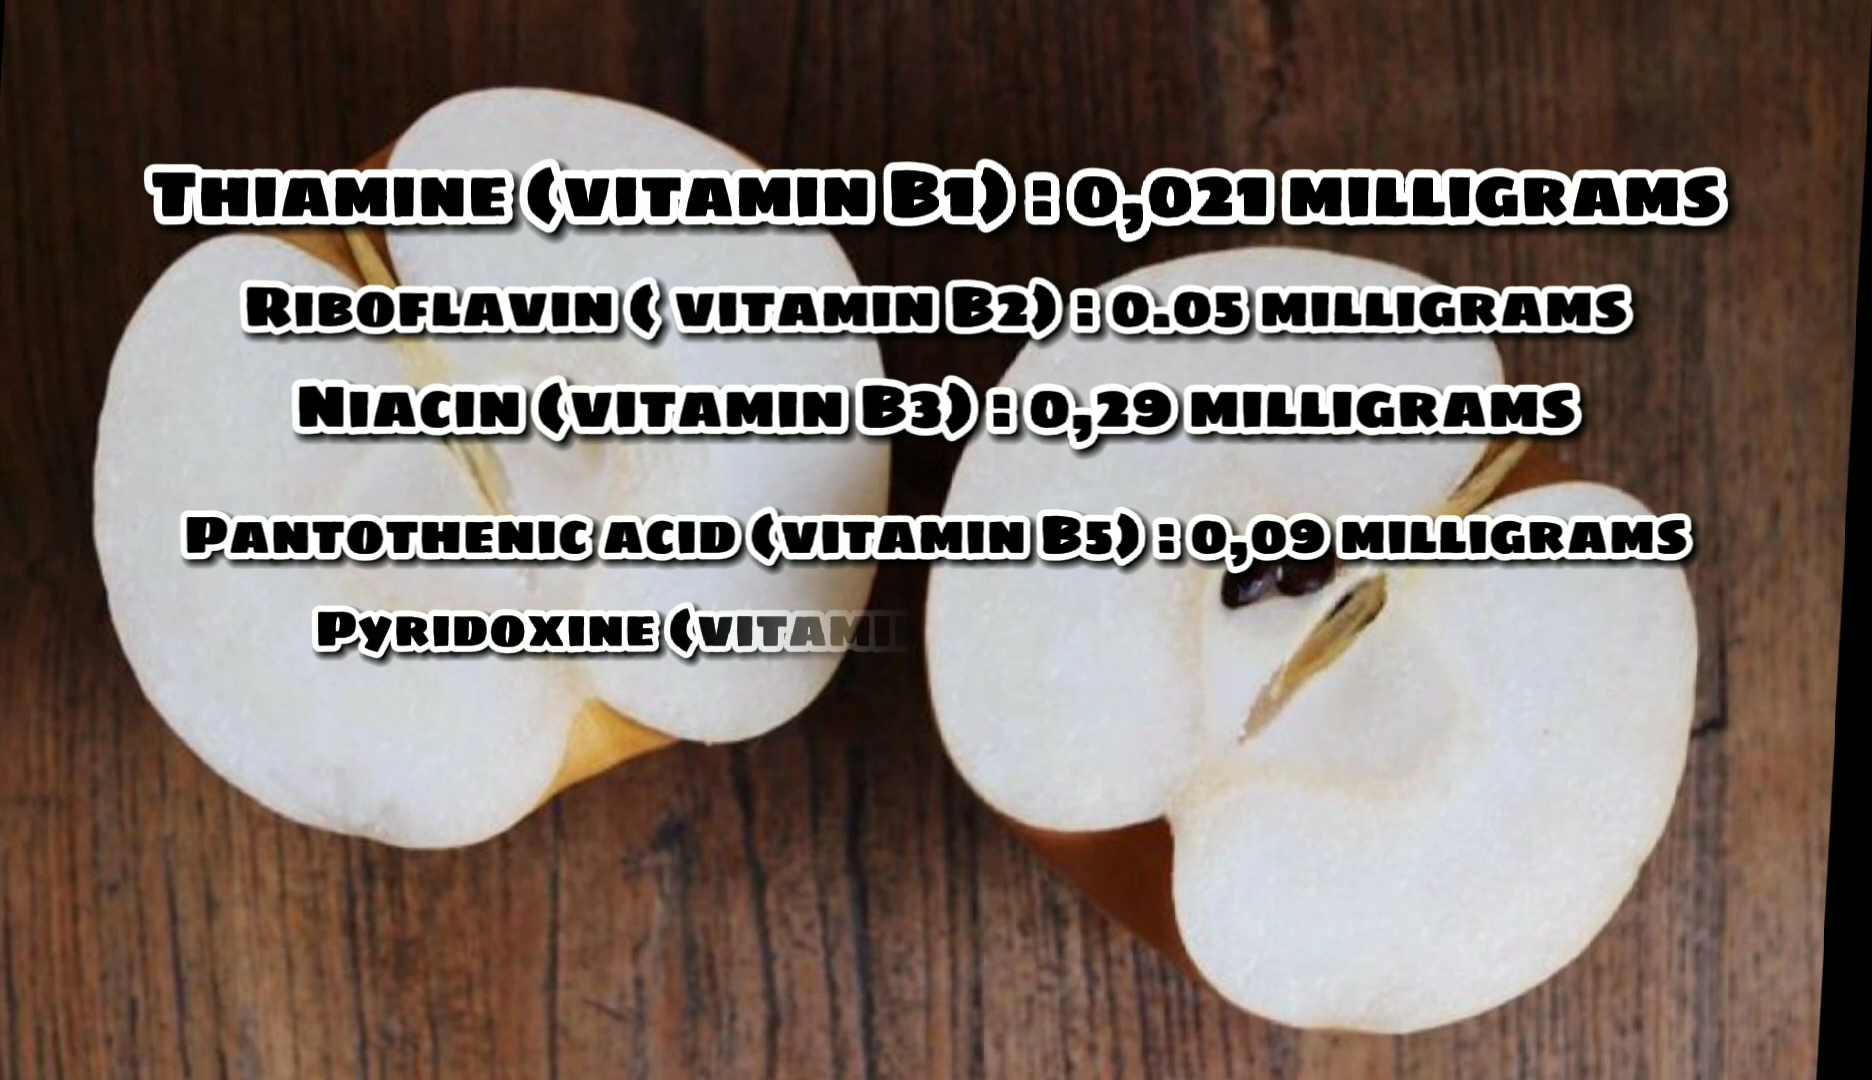 Thiamine (vitamin B1) : 0,021 milligrams
Riboflavin ( vitamin B2) : 0.05 milligrams
Niacin (vitamin B3) : 0,29 milligrams
Pantothenic acid (vitamin B5) : 0,09 milligrams
Pyridoxine (vitami